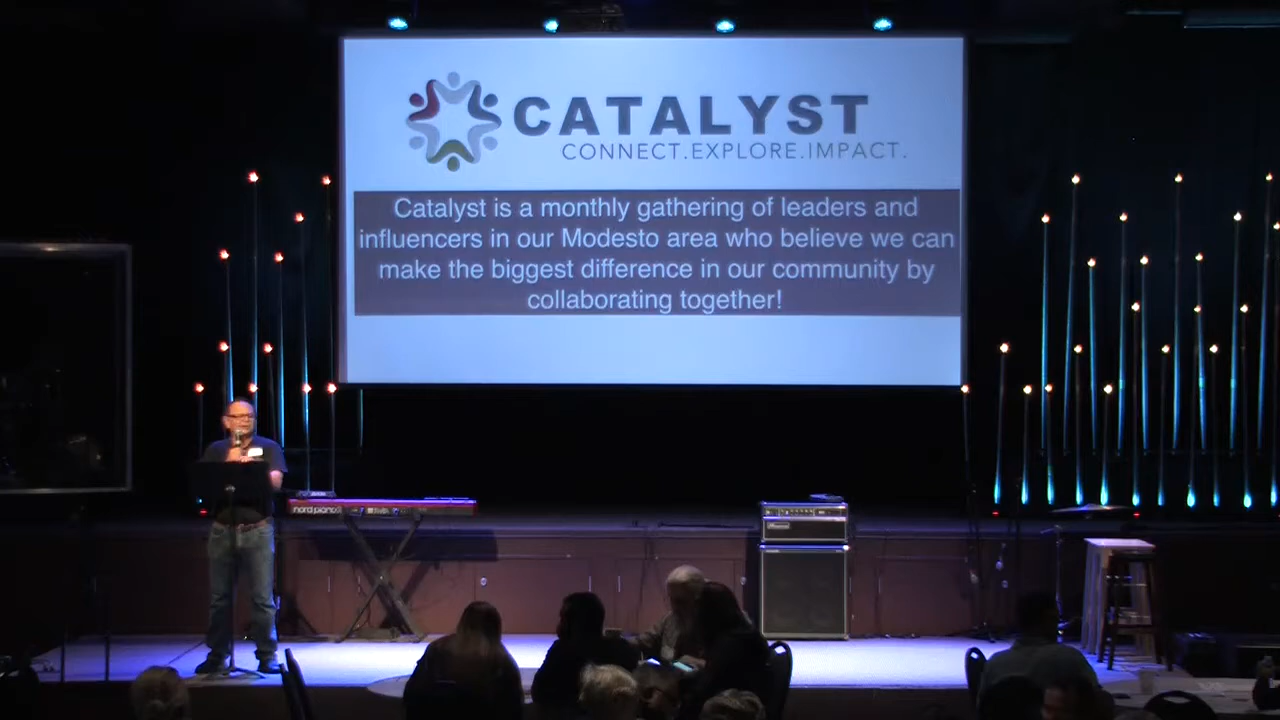 CATALYST
CONNECT.EXPLORE.IMPACT.
Catalyst is a monthly gathering of leaders and
influencers in our Modesto area who believe we can
make the biggest difference in our community by
collaborating together!
nord piano